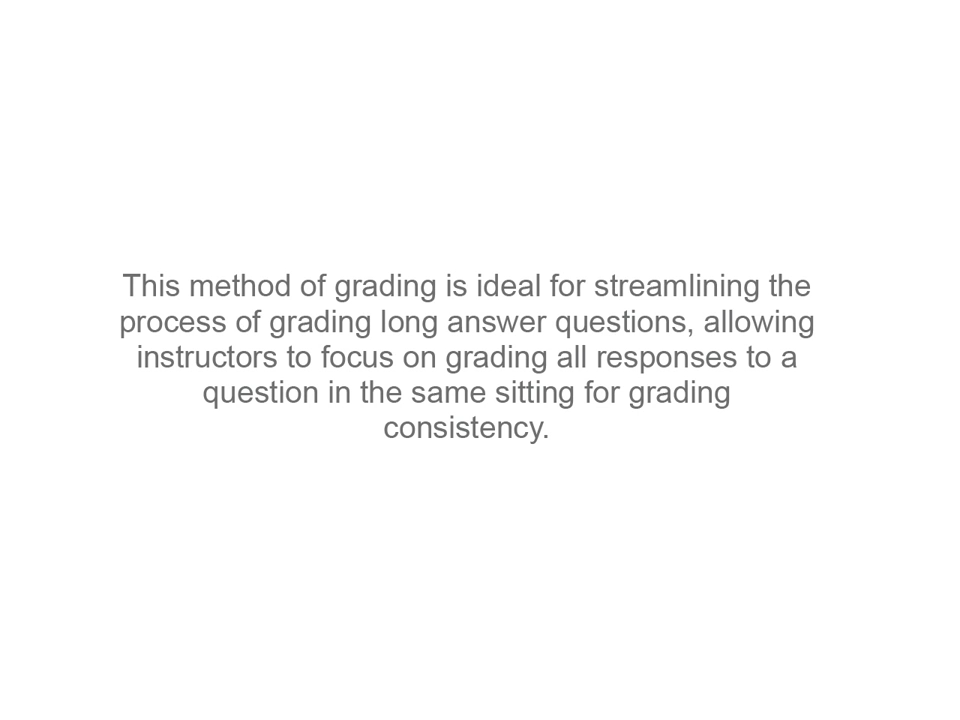 This method of grading is ideal for streamlining the
process of grading long answer questions, allowing
instructors to focus on grading all responses to a
question in the same sitting for grading
consistency.